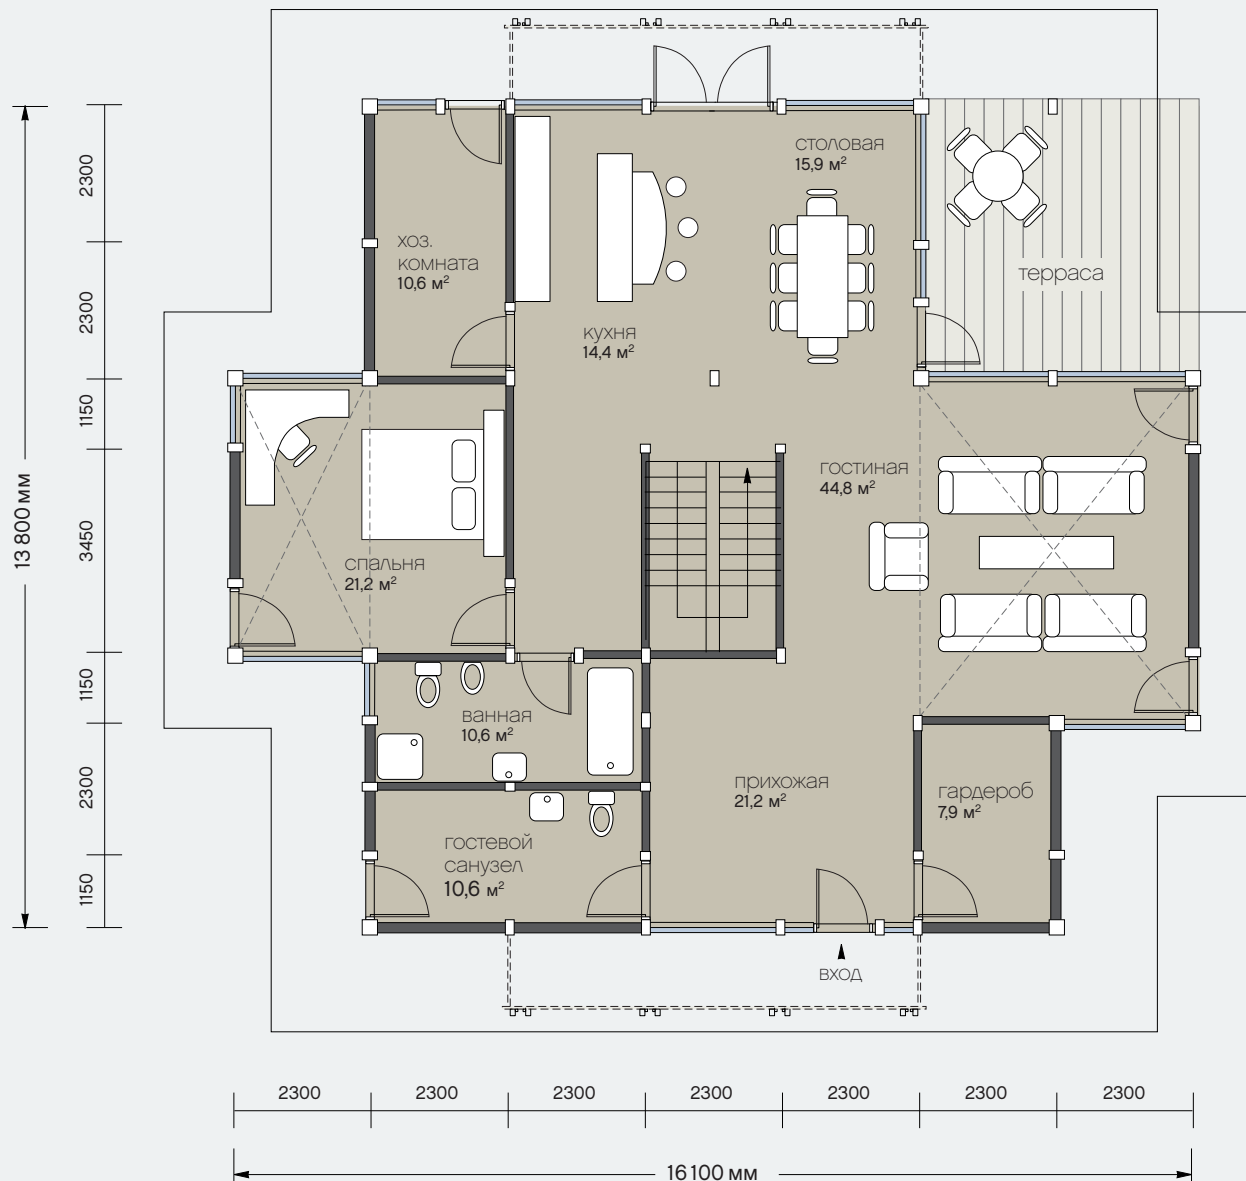 столовая
15,9 м²
хоз.
комната
10,6 м²
терраса
кухня
14,4 м²
гостиная
44,8 м²
спальня
21,2 м²
ванная
10,6 м²
прихожая
21,2 м²
гардероб
7,9 м²
гостевой
санузел
10,6 м²
вход
2300
2300
1150
3450
1150
2300
1150
13 800 мм
2300
2300
2300
2300
2300
2300
2300
16 100 мм